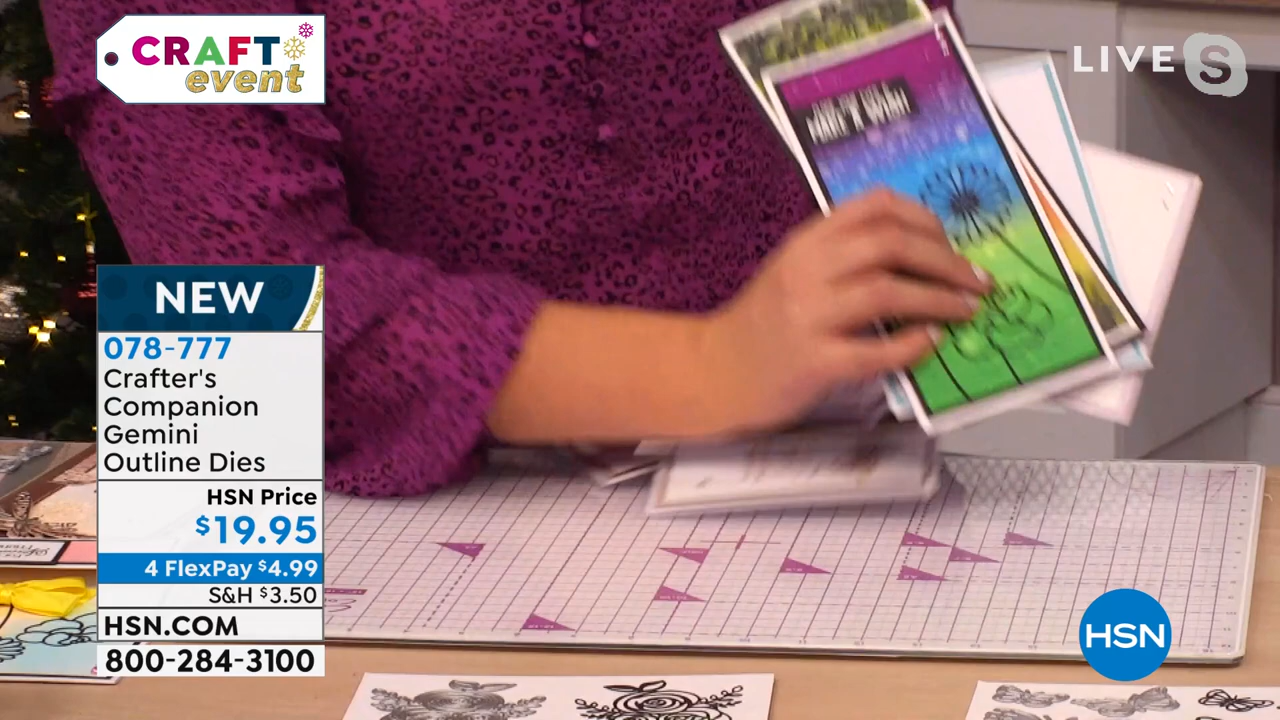 CRAFT
event
LIVE S
NEW
078-777
Crafter's
Companion
Gemini
Outline Dies
HSN Price
$19.95
4 FlexPay $4.99
S&H $3.50
HSN.COM
800-284-3100
HSN